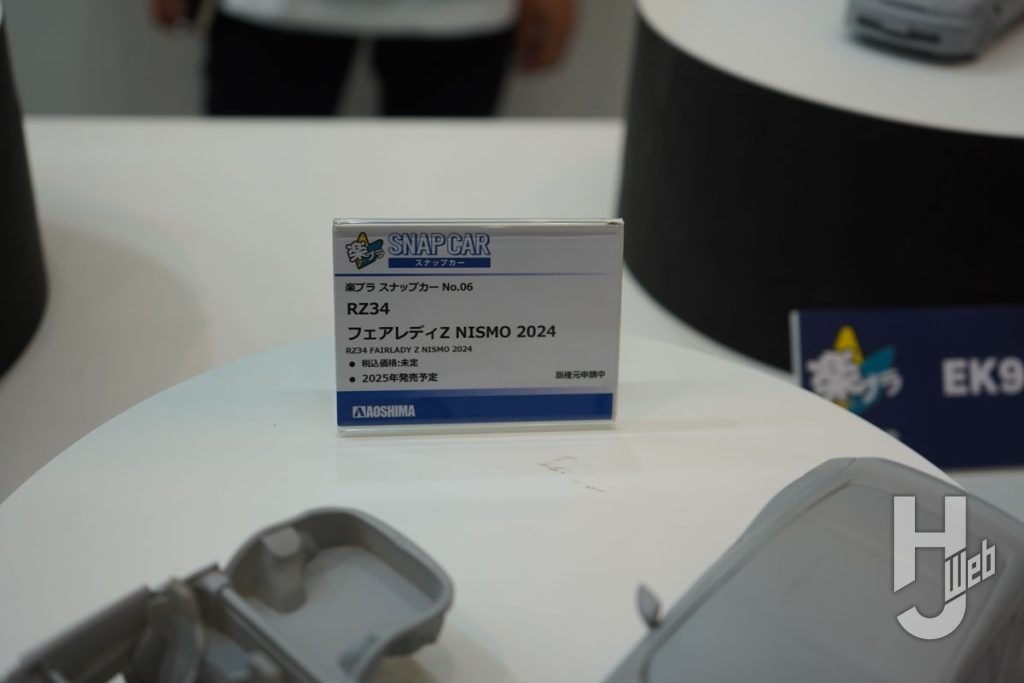 楽プラ SNAP CAR
スナップカー
楽プラ スナップカー No.06
RZ34
フェアレディZ NISMO 2024
RZ34 FAIRLADY Z NISMO 2024
● 税込価格:未定
● 2025年発売予定
版権元申請中
AOSHIMA
楽プラ EK9
HJ Web